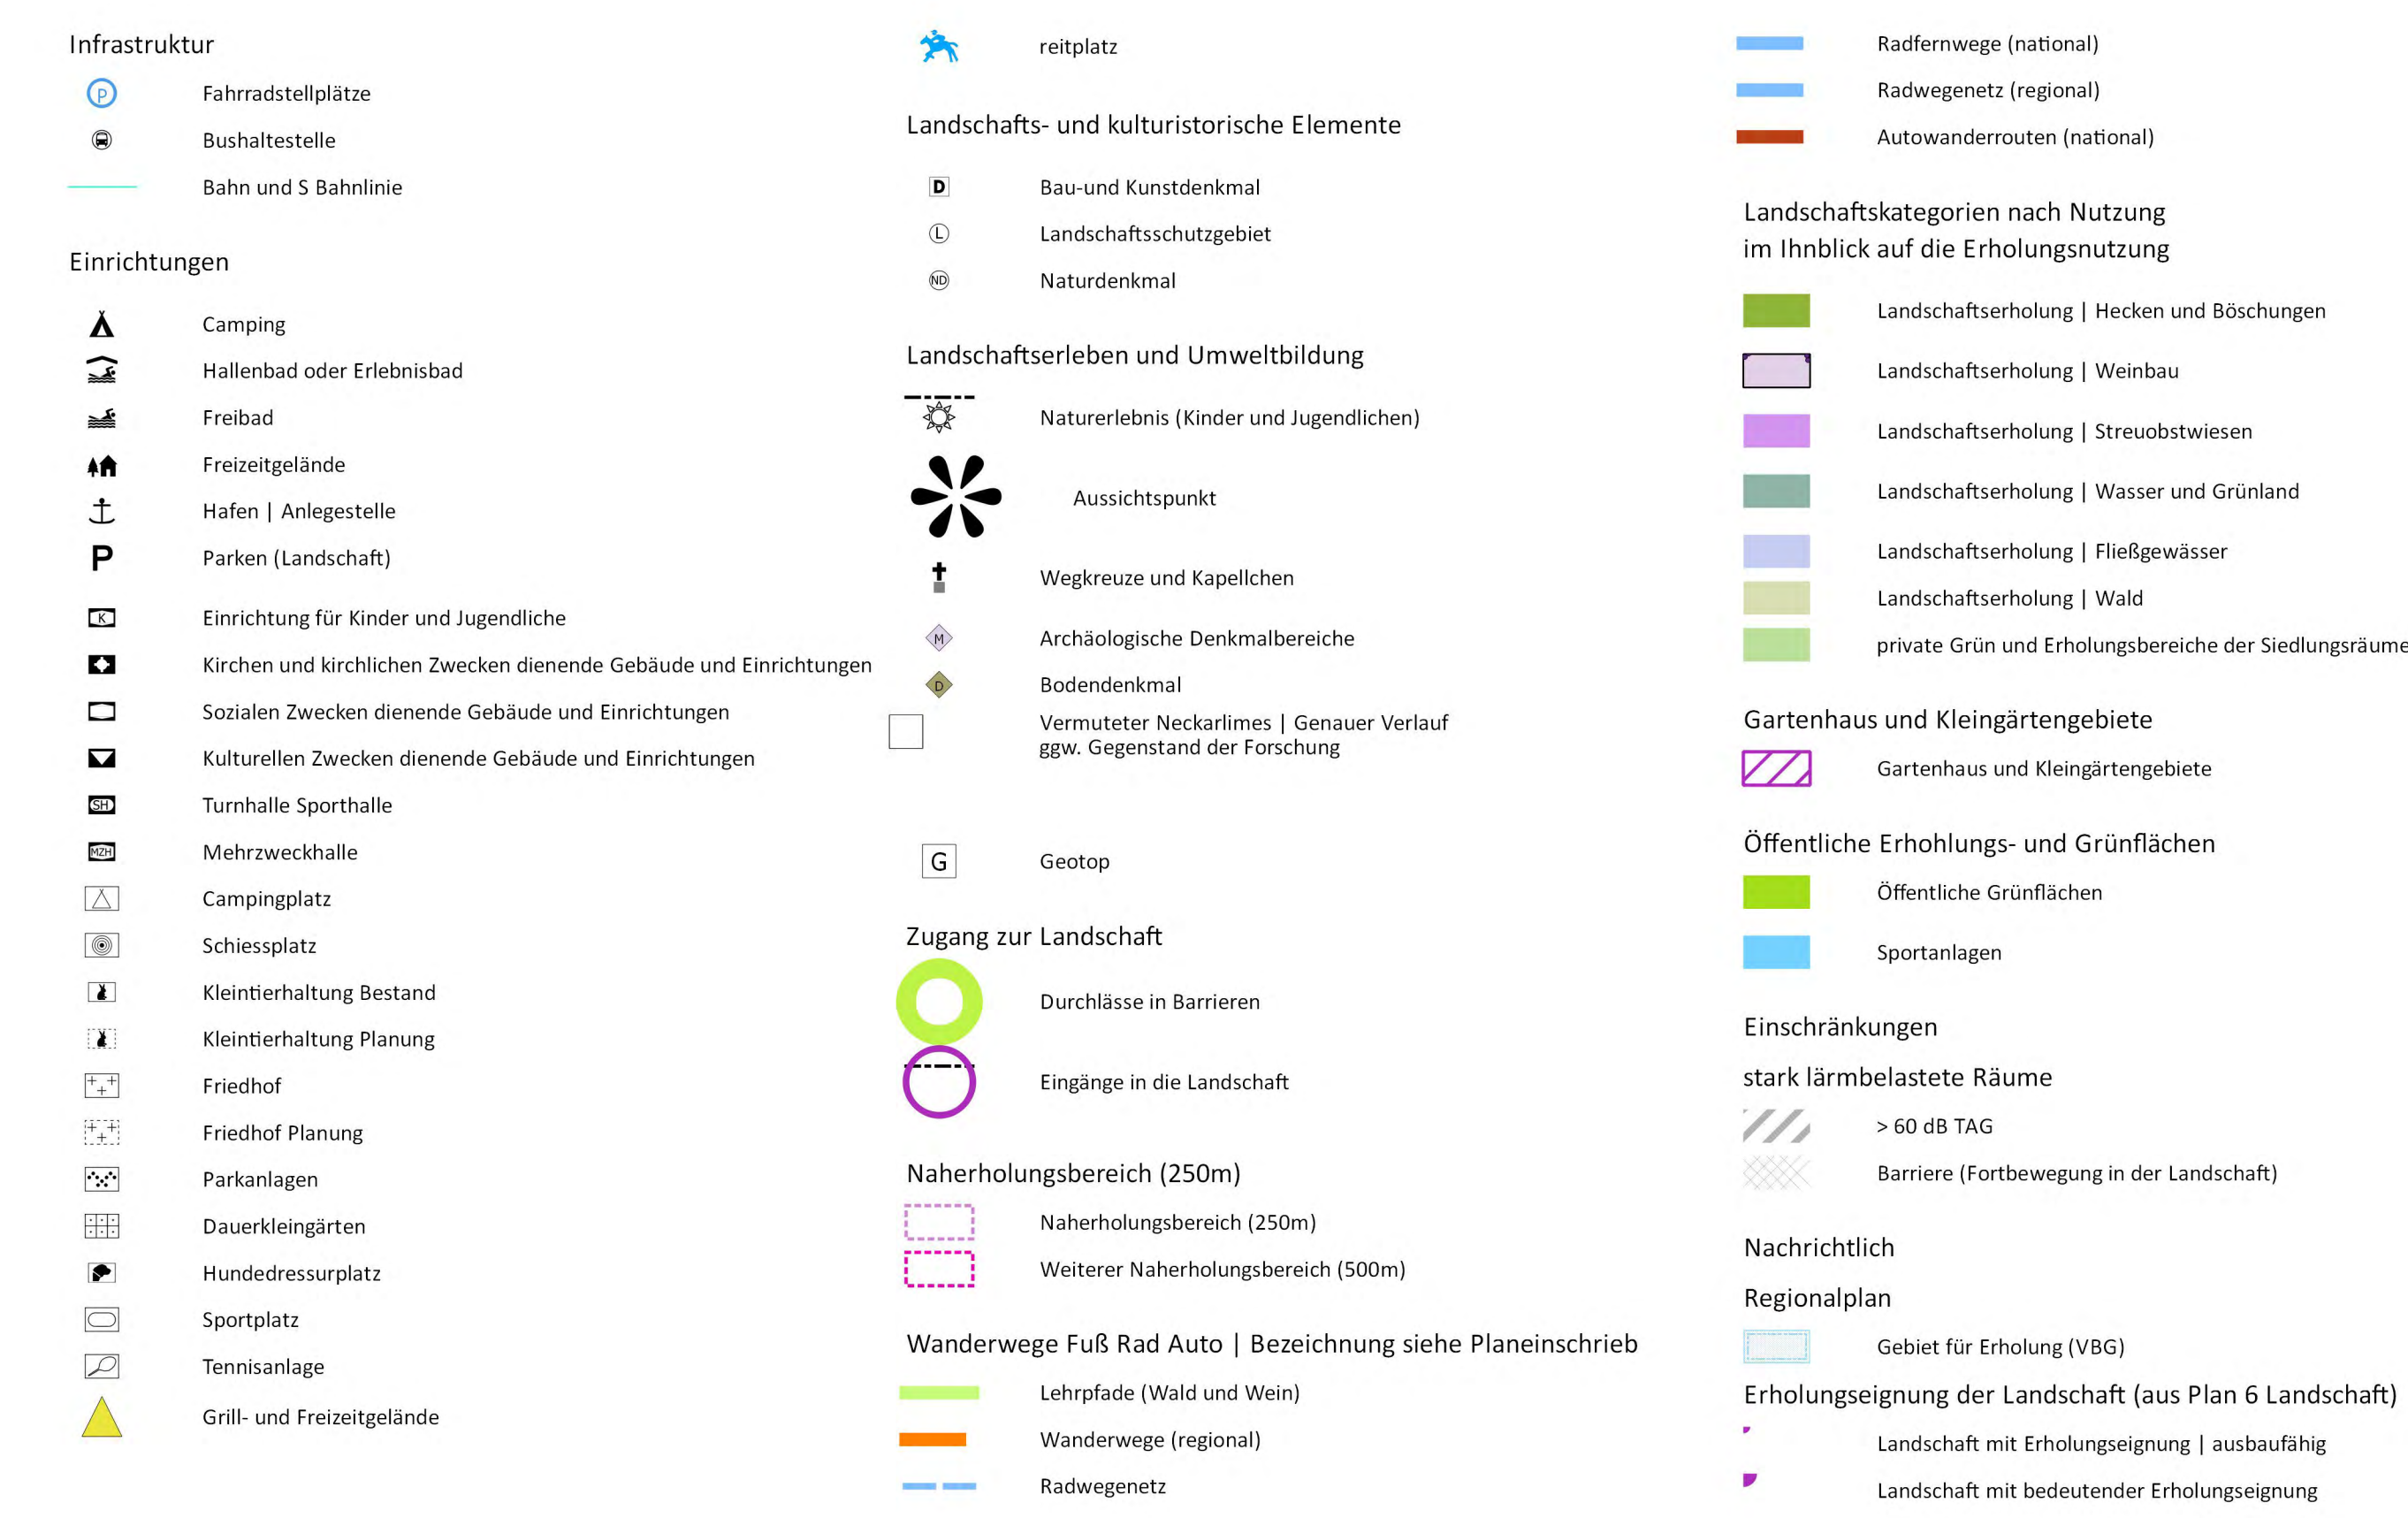 Infrastruktur
P
Fahrradstellplätze
Bushaltestelle
Bahn und S Bahnlinie
Einrichtungen
Camping
Hallenbad oder Erlebnisbad
Freibad
Freizeitgelände
Hafen | Anlegestelle
P
Parken (Landschaft)
K
Einrichtung für Kinder und Jugendliche
Kirchen und kirchlichen Zwecken dienende Gebäude und Einrichtungen
Sozialen Zwecken dienende Gebäude und Einrichtungen
Kulturellen Zwecken dienende Gebäude und Einrichtungen
SH
Turnhalle Sporthalle
MZH
Mehrzweckhalle
Campingplatz
Schiessplatz
Kleintierhaltung Bestand
Kleintierhaltung Planung
Friedhof
Friedhof Planung
Parkanlagen
Dauerkleingärten
Hundedressurplatz
Sportplatz
Tennisanlage
Grill- und Freizeitgelände
reitplatz
Landschafts- und kulturistorische Elemente
D
Bau-und Kunstdenkmal
L
Landschaftsschutzgebiet
ND
Naturdenkmal
Landschaftserleben und Umweltbildung
Naturerlebnis (Kinder und Jugendlichen)
Aussichtspunkt
Wegkreuze und Kapellchen
M
Archäologische Denkmalbereiche
D
Bodendenkmal
Vermuteter Neckarlimes | Genauer Verlauf
ggw. Gegenstand der Forschung
G
Geotop
Zugang zur Landschaft
Durchlässe in Barrieren
Eingänge in die Landschaft
Naherholungsbereich (250m)
Naherholungsbereich (250m)
Weiterer Naherholungsbereich (500m)
Wanderwege Fuß Rad Auto | Bezeichnung siehe Planeinschrieb
Lehrpfade (Wald und Wein)
Wanderwege (regional)
Radwegenetz
Radfernwege (national)
Radwegenetz (regional)
Autowanderrouten (national)
Landschaftskategorien nach Nutzung
im Ihnblick auf die Erholungsnutzung
Landschaftserholung | Hecken und Böschungen
Landschaftserholung | Weinbau
Landschaftserholung | Streuobstwiesen
Landschaftserholung | Wasser und Grünland
Landschaftserholung | Fließgewässer
Landschaftserholung | Wald
private Grün und Erholungsbereiche der Siedlungsräume
Gartenhaus und Kleingärtengebiete
Gartenhaus und Kleingärtengebiete
Öffentliche Erhohlungs- und Grünflächen
Öffentliche Grünflächen
Sportanlagen
Einschränkungen
stark lärmbelastete Räume
> 60 dB TAG
Barriere (Fortbewegung in der Landschaft)
Nachrichtlich
Regionalplan
Gebiet für Erholung (VBG)
Erholungseignung der Landschaft (aus Plan 6 Landschaft)
Landschaft mit Erholungseignung | ausbaufähig
Landschaft mit bedeutender Erholungseignung